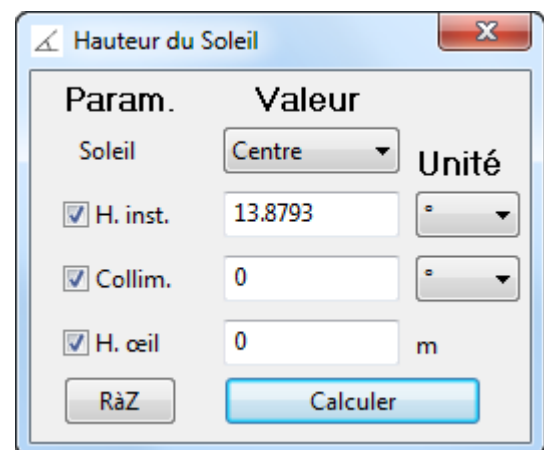 Hauteur du Soleil
Param. Valeur
Soleil Centre Unité
H. inst. 13.8793 °
Collim. 0 °
H. œil 0 m
RàZ Calculer